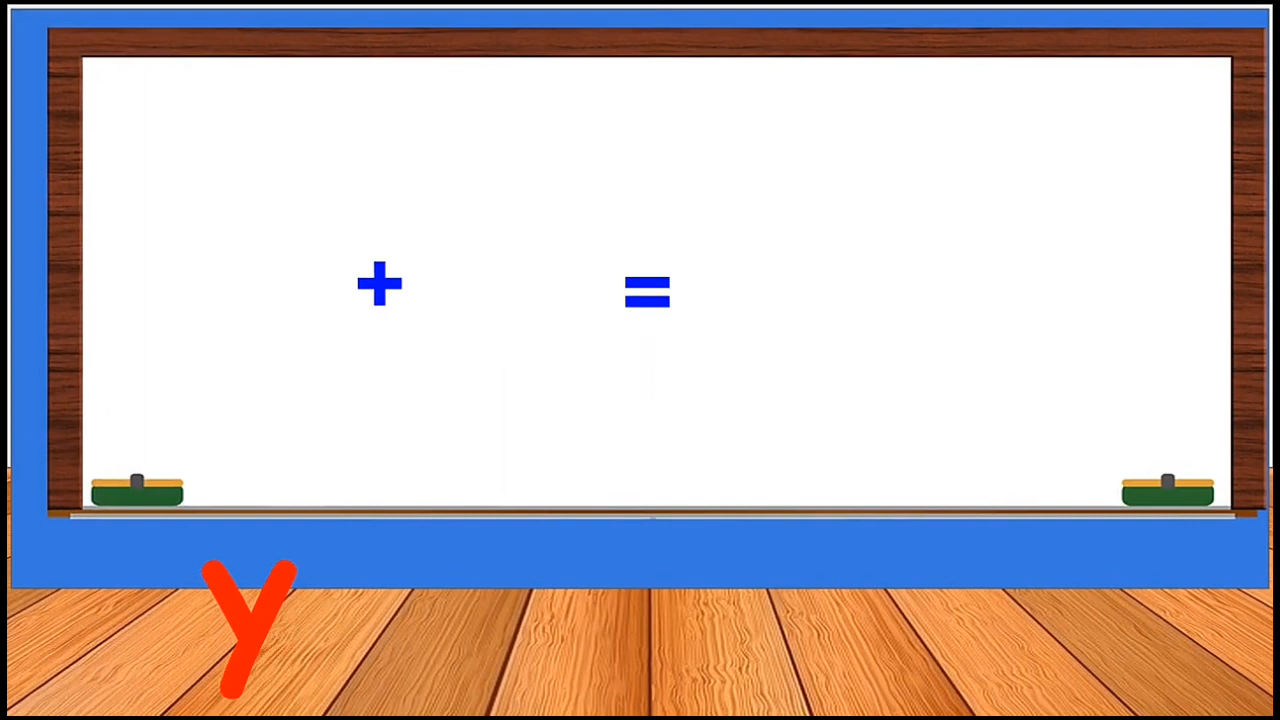 + =
y